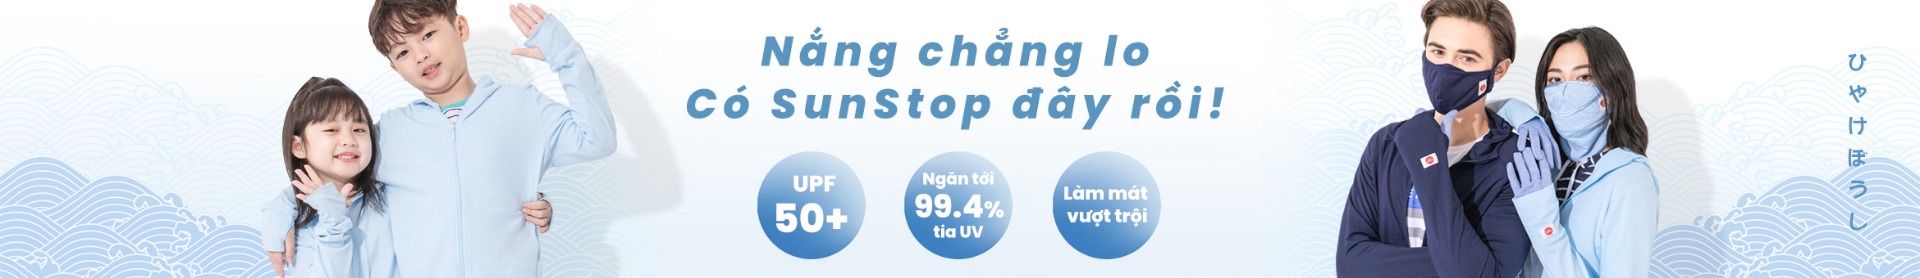 Nắng chẳng lo
Có SunStop đây rồi!
UPF
50+
Ngăn tới
99.4%
tia UV
Làm mát
vượt trội
ひやけぼうし